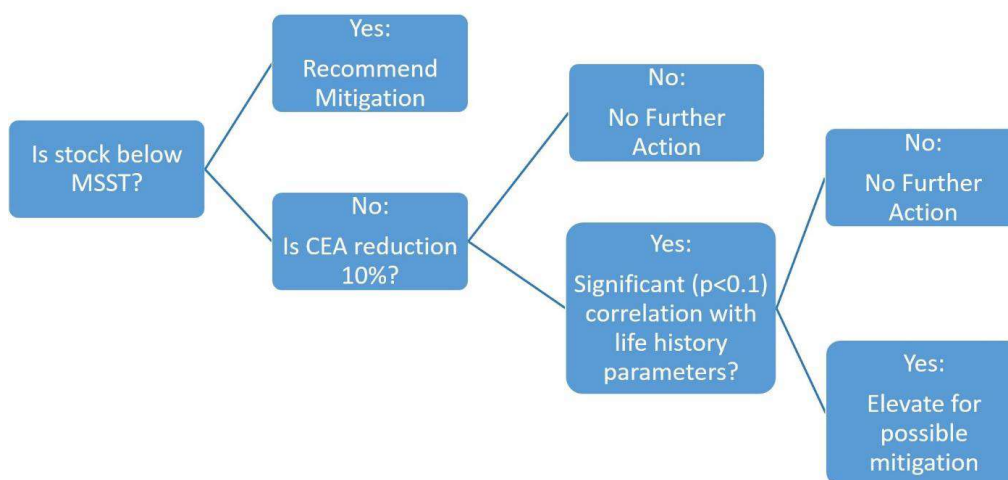 Is stock below
MSST?
Yes:
Recommend
Mitigation
No:
Is CEA reduction
10%?
No:
No Further
Action
Yes:
Significant (p<0.1)
correlation with
life history
parameters?
No:
No Further
Action
Yes:
Elevate for
possible
mitigation